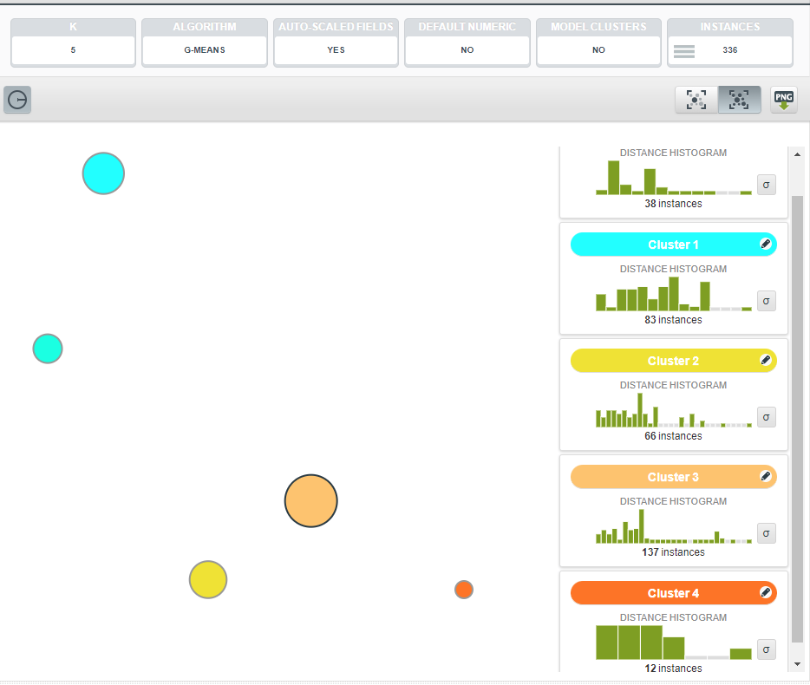 K
ALGORITHM
AUTO-SCALED FIELDS
DEFAULT NUMERIC
MODEL CLUSTERS
INSTANCES
5
G-MEANS
YES
NO
NO
336
PNG
DISTANCE HISTOGRAM
σ
38 instances
Cluster 1
DISTANCE HISTOGRAM
σ
83 instances
Cluster 2
DISTANCE HISTOGRAM
σ
66 instances
Cluster 3
DISTANCE HISTOGRAM
σ
137 instances
Cluster 4
DISTANCE HISTOGRAM
σ
12 instances